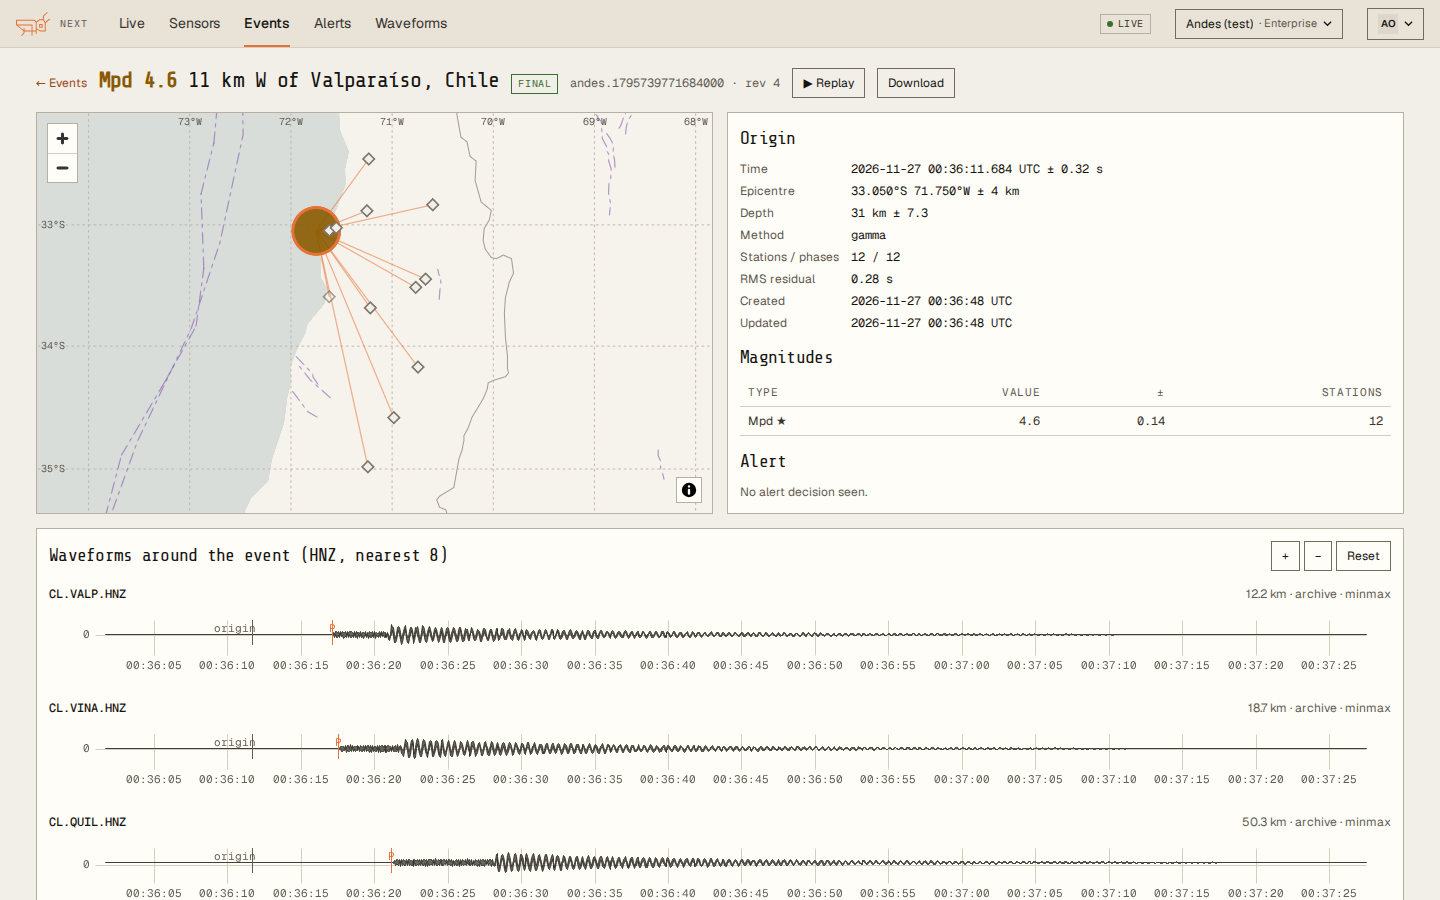 NEXT Live Sensors Events Alerts Waveforms LIVE Andes (test) · Enterprise AO
← Events Mpd 4.6 11 km W of Valparaíso, Chile FINAL andes.1795739771684000 · rev 4 ▶ Replay Download
73°W 72°W 71°W 70°W 69°W 68°W
+
−
33°S
34°S
35°S
Origin
Time 2026-11-27 00:36:11.684 UTC ± 0.32 s
Epicentre 33.050°S 71.750°W ± 4 km
Depth 31 km ± 7.3
Method gamma
Stations / phases 12 / 12
RMS residual 0.28 s
Created 2026-11-27 00:36:48 UTC
Updated 2026-11-27 00:36:48 UTC
Magnitudes
TYPE VALUE ± STATIONS
Mpd ★ 4.6 0.14 12
Alert
No alert decision seen.
Waveforms around the event (HNZ, nearest 8) + − Reset
CL.VALP.HNZ 12.2 km · archive · minmax
origin P
0
00:36:05 00:36:10 00:36:15 00:36:20 00:36:25 00:36:30 00:36:35 00:36:40 00:36:45 00:36:50 00:36:55 00:37:00 00:37:05 00:37:10 00:37:15 00:37:20 00:37:25
CL.VINA.HNZ 18.7 km · archive · minmax
origin P
0
00:36:05 00:36:10 00:36:15 00:36:20 00:36:25 00:36:30 00:36:35 00:36:40 00:36:45 00:36:50 00:36:55 00:37:00 00:37:05 00:37:10 00:37:15 00:37:20 00:37:25
CL.QUIL.HNZ 50.3 km · archive · minmax
origin P
0
00:36:05 00:36:10 00:36:15 00:36:20 00:36:25 00:36:30 00:36:35 00:36:40 00:36:45 00:36:50 00:36:55 00:37:00 00:37:05 00:37:10 00:37:15 00:37:20 00:37:25